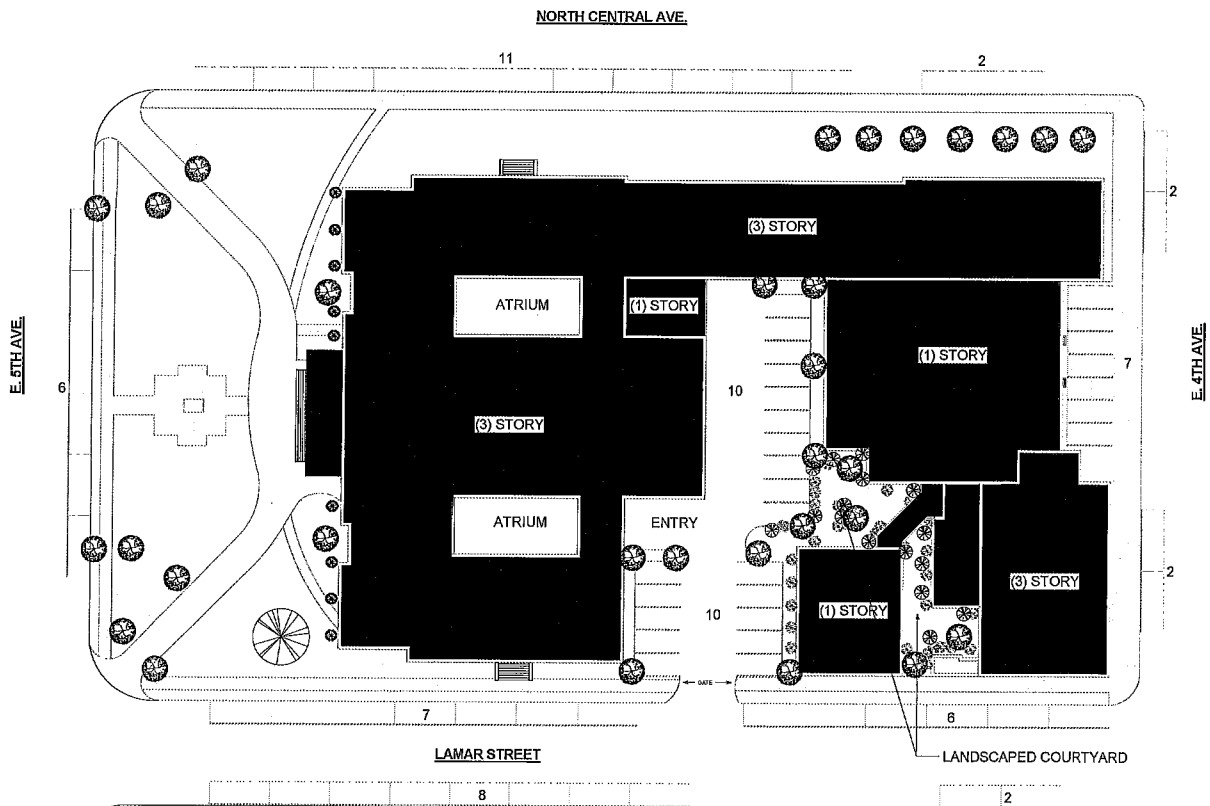 NORTH CENTRAL AVE.
11
2
2
(3) STORY
ATRIUM
(1) STORY
(1) STORY
E. 5TH AVE.
6
10
7
E. 4TH AVE.
(3) STORY
ATRIUM
ENTRY
2
(1) STORY
(3) STORY
10
GATE
7
6
LAMAR STREET
LANDSCAPED COURTYARD
8
2